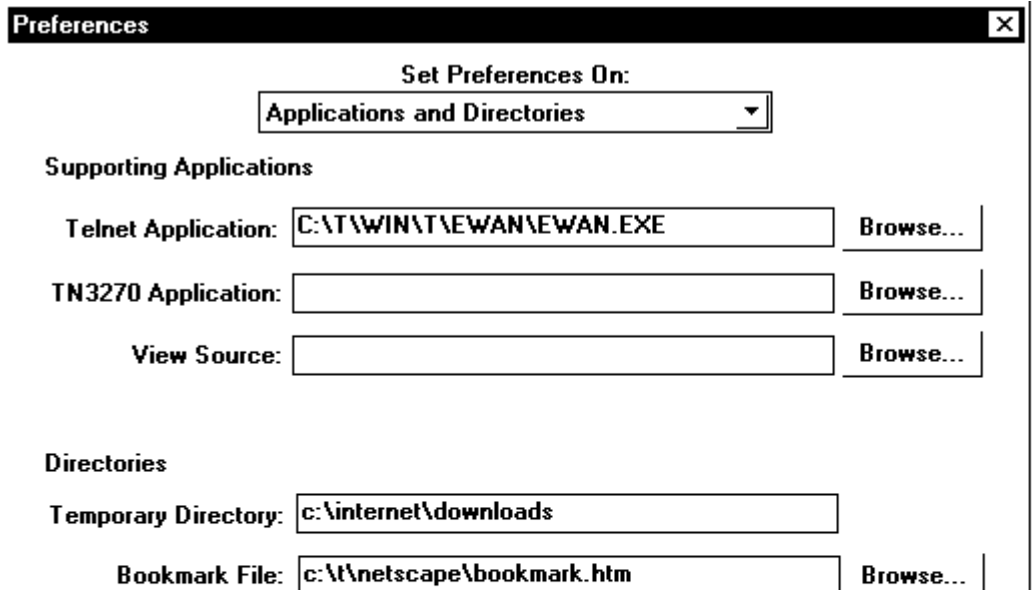 Preferences
Set Preferences On:
Applications and Directories
Supporting Applications
Telnet Application: C:\T\WIN\T\EWAN\EWAN.EXE Browse...
TN3270 Application: Browse...
View Source: Browse...
Directories
Temporary Directory: c:\internet\downloads
Bookmark File: c:\t\netscape\bookmark.htm Browse...